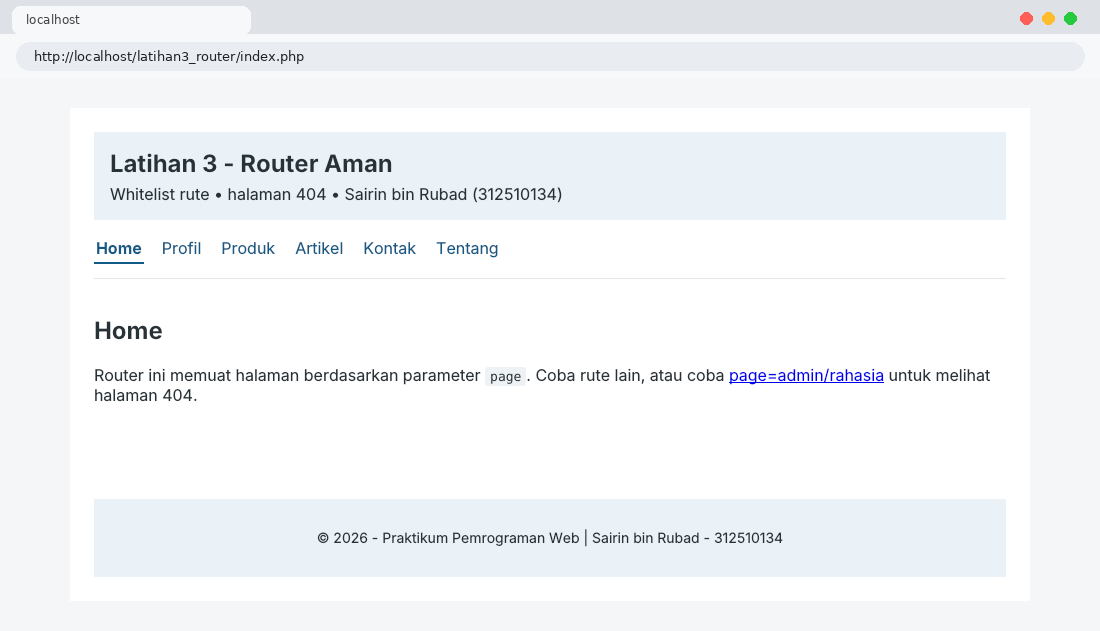 localhost
http://localhost/latihan3_router/index.php
Latihan 3 - Router Aman
Whitelist rute • halaman 404 • Sairin bin Rubad (312510134)
Home Profil Produk Artikel Kontak Tentang
Home
Router ini memuat halaman berdasarkan parameter page. Coba rute lain, atau coba page=admin/rahasia untuk melihat
halaman 404.
© 2026 - Praktikum Pemrograman Web | Sairin bin Rubad - 312510134